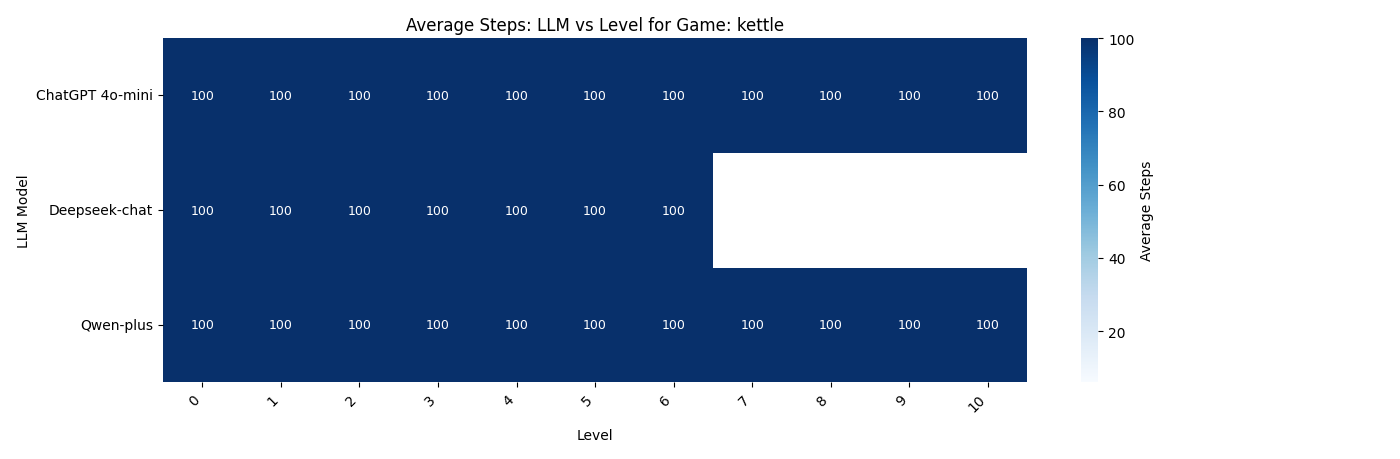 Average Steps: LLM vs Level for Game: kettle
LLM Model
ChatGPT 4o-mini
100 100 100 100 100 100 100 100 100 100 100
Deepseek-chat
100 100 100 100 100 100 100
Qwen-plus
100 100 100 100 100 100 100 100 100 100 100
0 1 2 3 4 5 6 7 8 9 10
Level
100
80
60
40
20
Average Steps